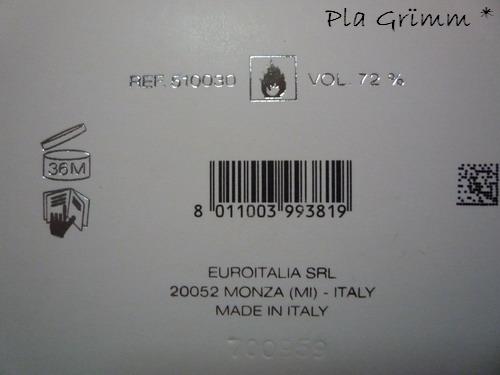 Pla Grimm *
REF. 510030 VOL. 72 %
36M
8 011003 993819
EUROITALIA SRL
20052 MONZA (MI) - ITALY
MADE IN ITALY
700959